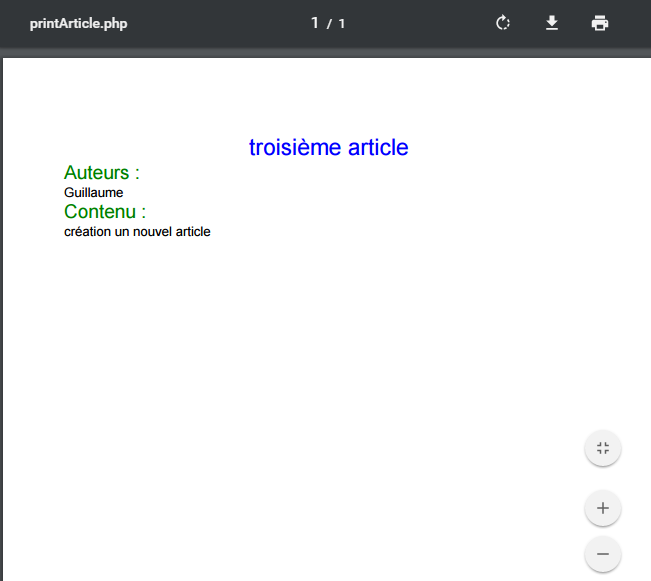 printArticle.php
1 / 1
troisième article
Auteurs :
Guillaume
Contenu :
création un nouvel article